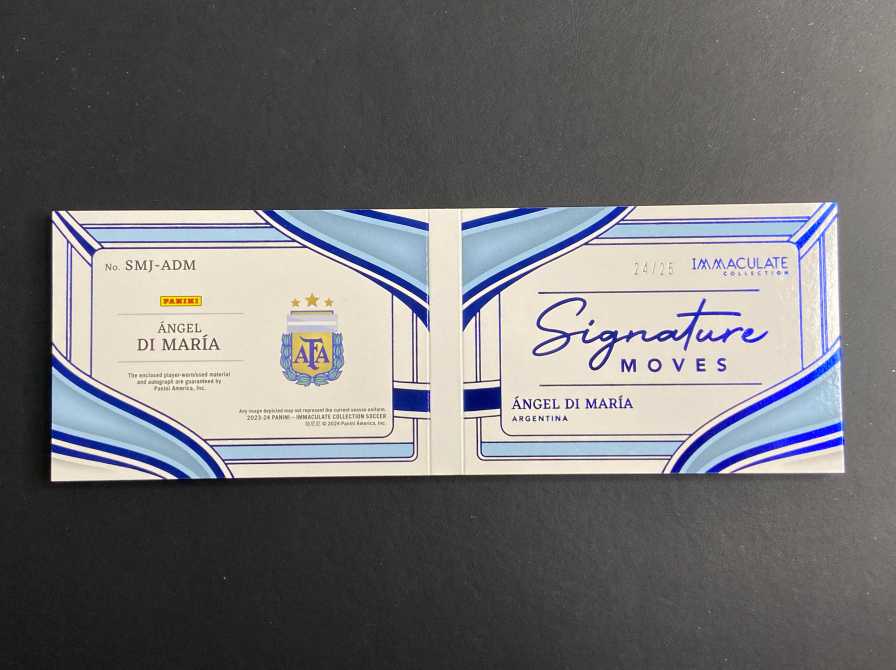 No. SMJ-ADM
PANINI
ÁNGEL
DI MARÍA
The enclosed player-worn/used material
and autograph are guaranteed by
Panini America, Inc.
AFA
Any image depicted may not represent the current season uniform.
2023-24 PANINI – IMMACULATE COLLECTION SOCCER
© 2024 Panini America, Inc.
24/25
IMMACULATE
COLLECTION
Signature
MOVES
ÁNGEL DI MARÍA
ARGENTINA